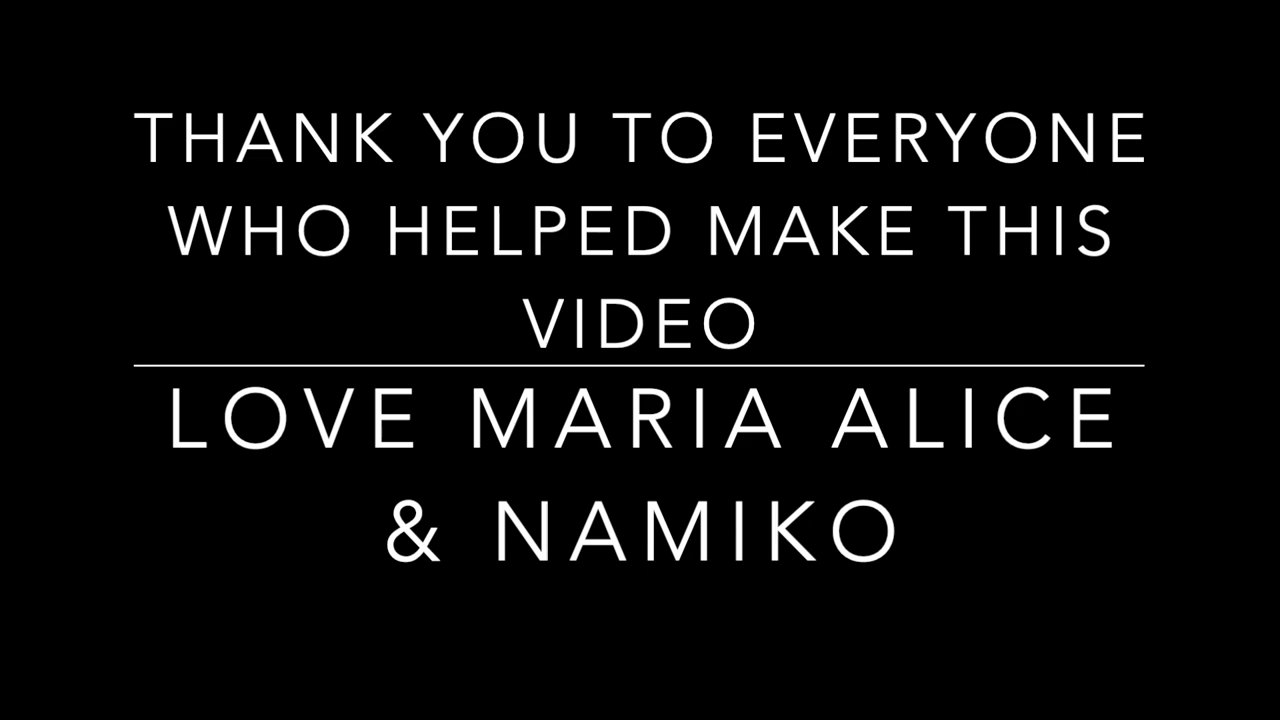 THANK YOU TO EVERYONE
WHO HELPED MAKE THIS
VIDEO
LOVE MARIA ALICE
& NAMIKO